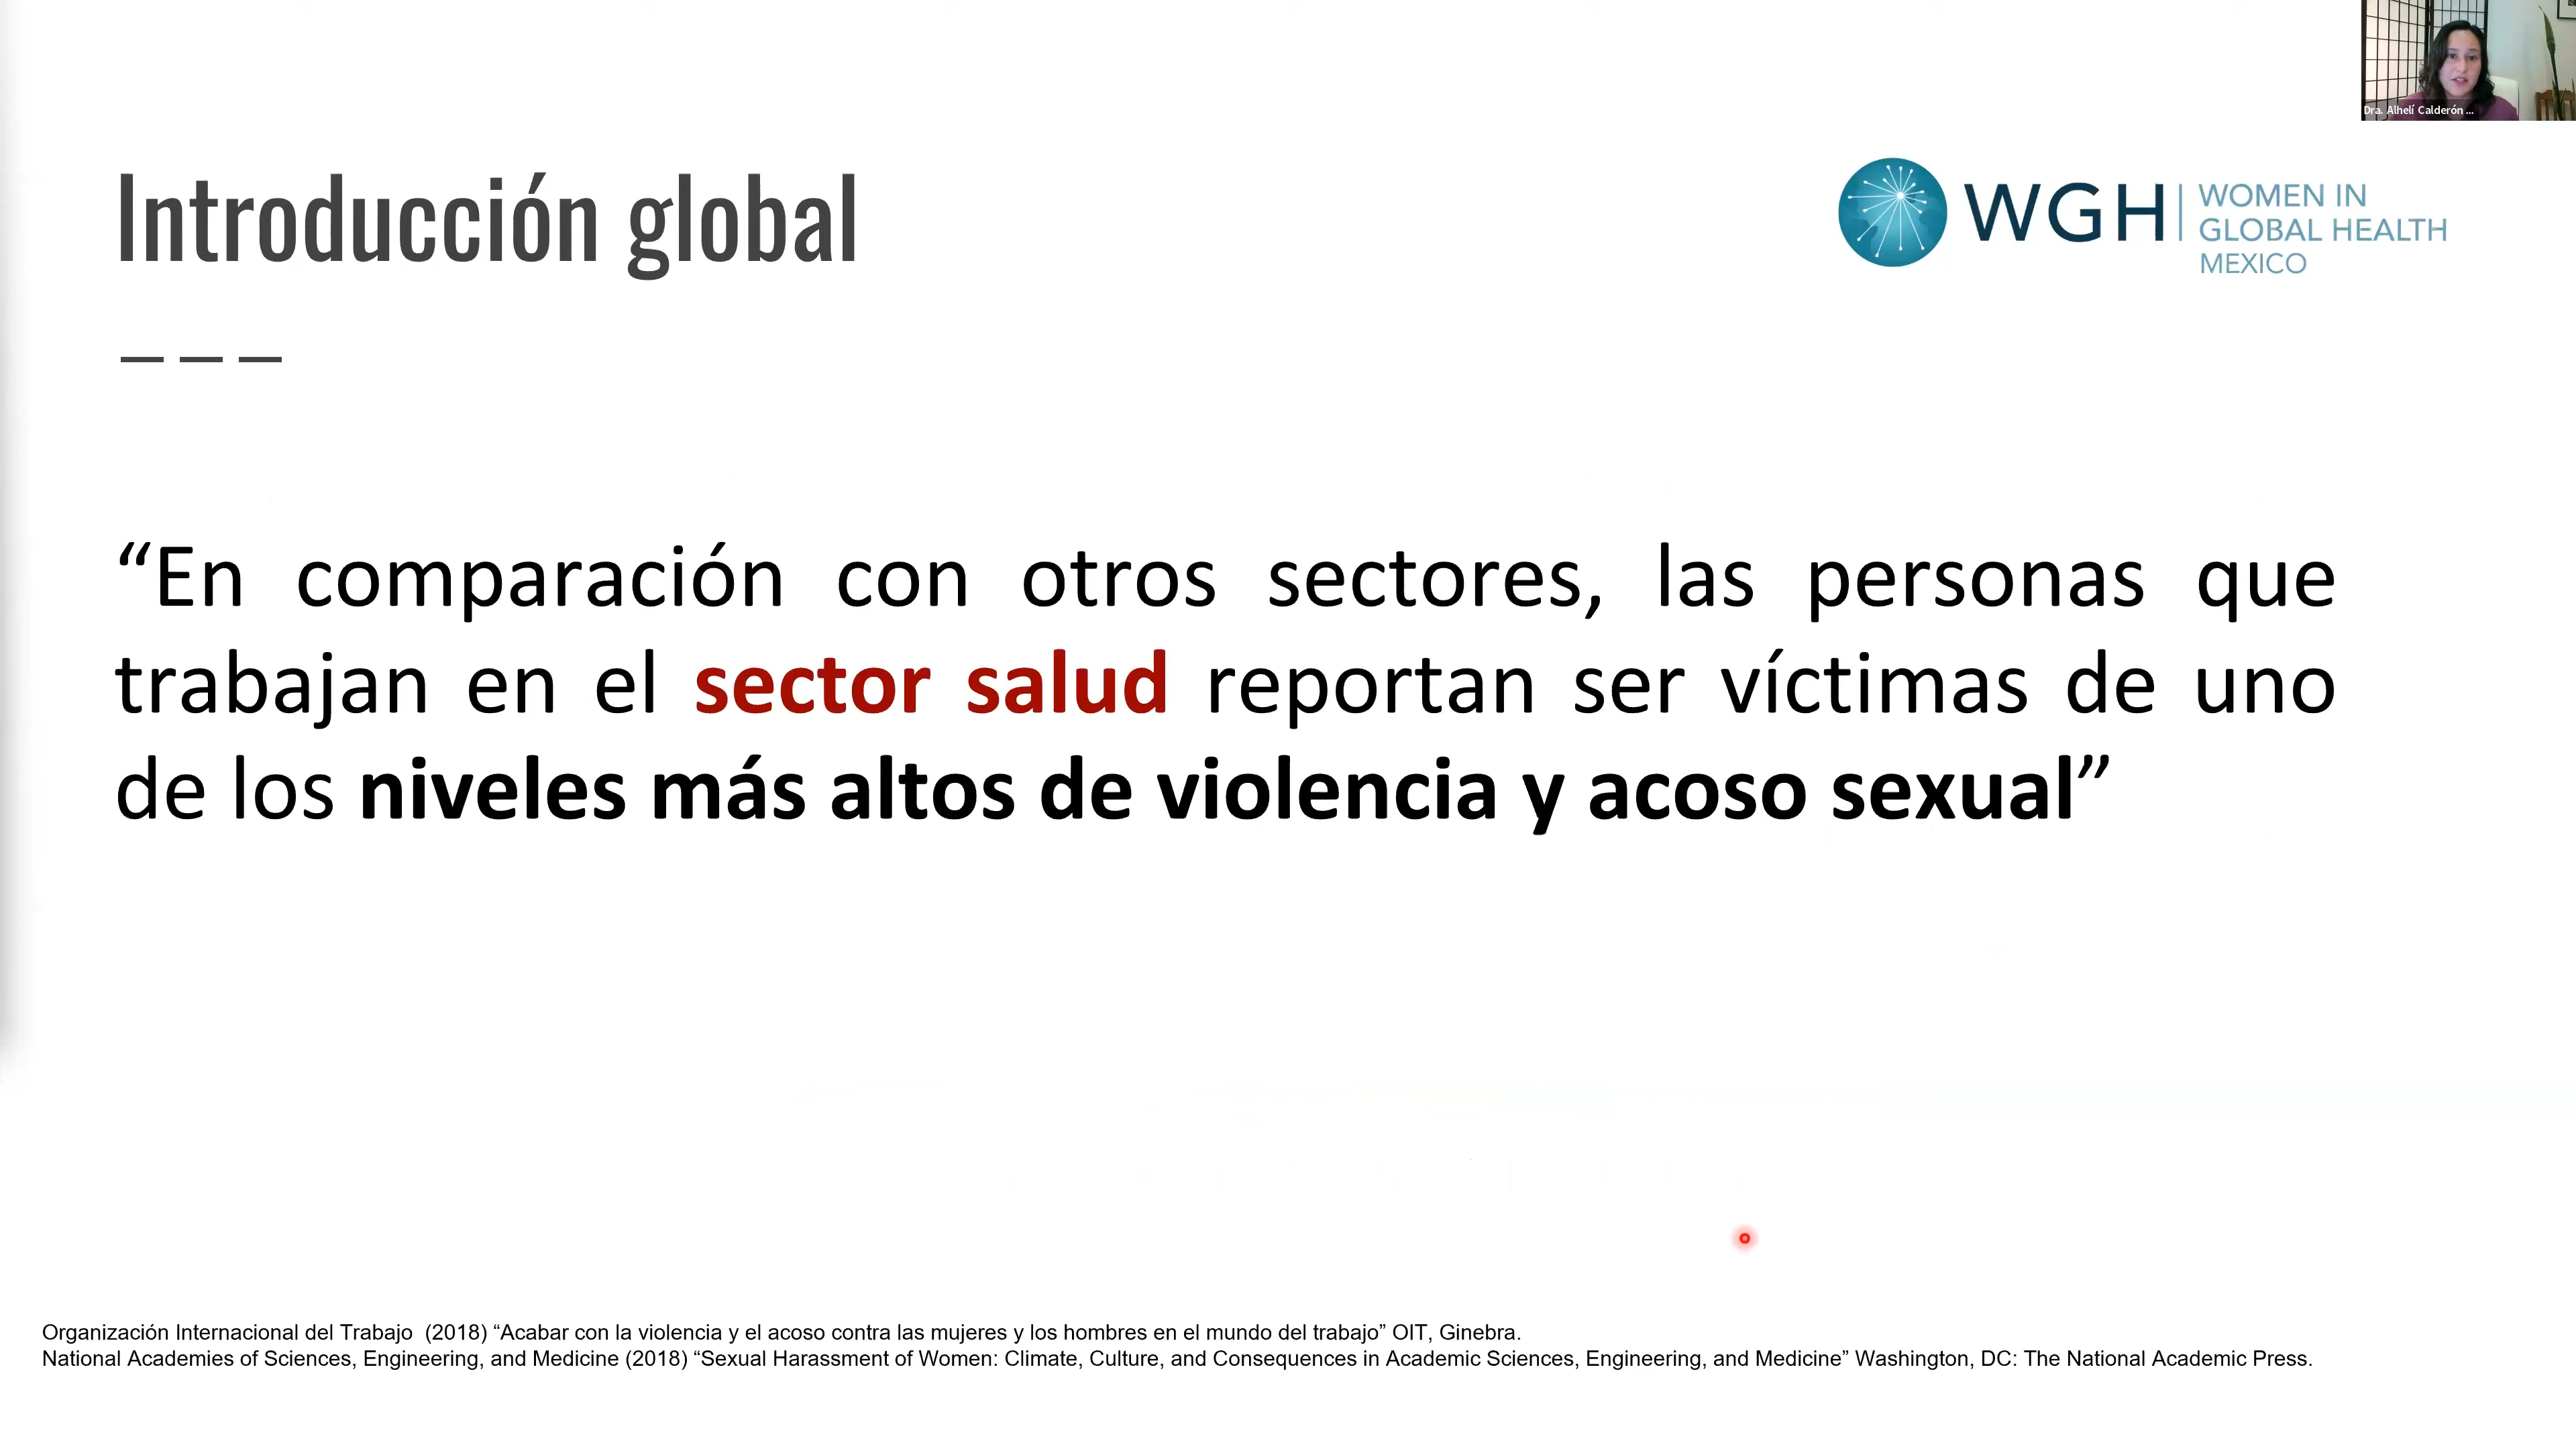 Dra. Alhelí Calderón ...
Introducción global
WGH
WOMEN IN
GLOBAL HEALTH
MEXICO
“En comparación con otros sectores, las personas que
trabajan en el sector salud reportan ser víctimas de uno
de los niveles más altos de violencia y acoso sexual”
Organización Internacional del Trabajo  (2018) “Acabar con la violencia y el acoso contra las mujeres y los hombres en el mundo del trabajo” OIT, Ginebra.
National Academies of Sciences, Engineering, and Medicine (2018) “Sexual Harassment of Women: Climate, Culture, and Consequences in Academic Sciences, Engineering, and Medicine” Washington, DC: The National Academic Press.